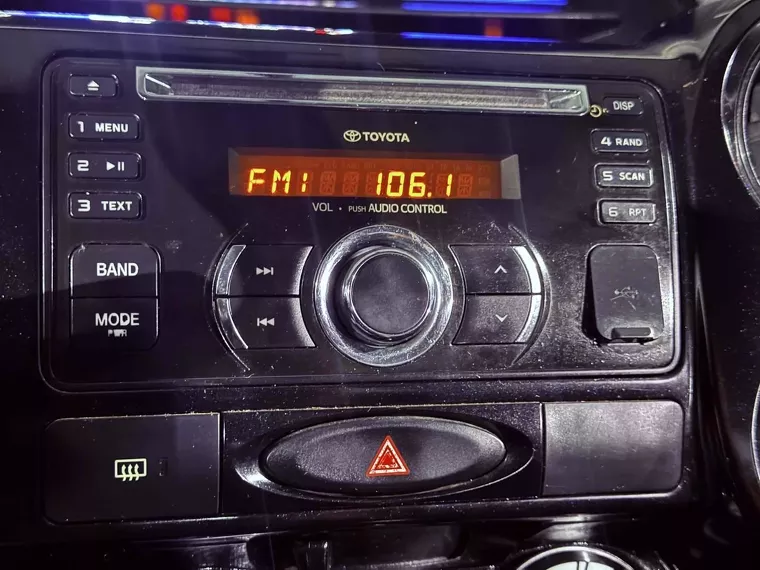 DISP
TOYOTA
1 MENU
4 RAND
2
FM1 106.1
5 SCAN
3 TEXT
VOL • PUSH AUDIO CONTROL
6 RPT
BAND
MODE
PWR